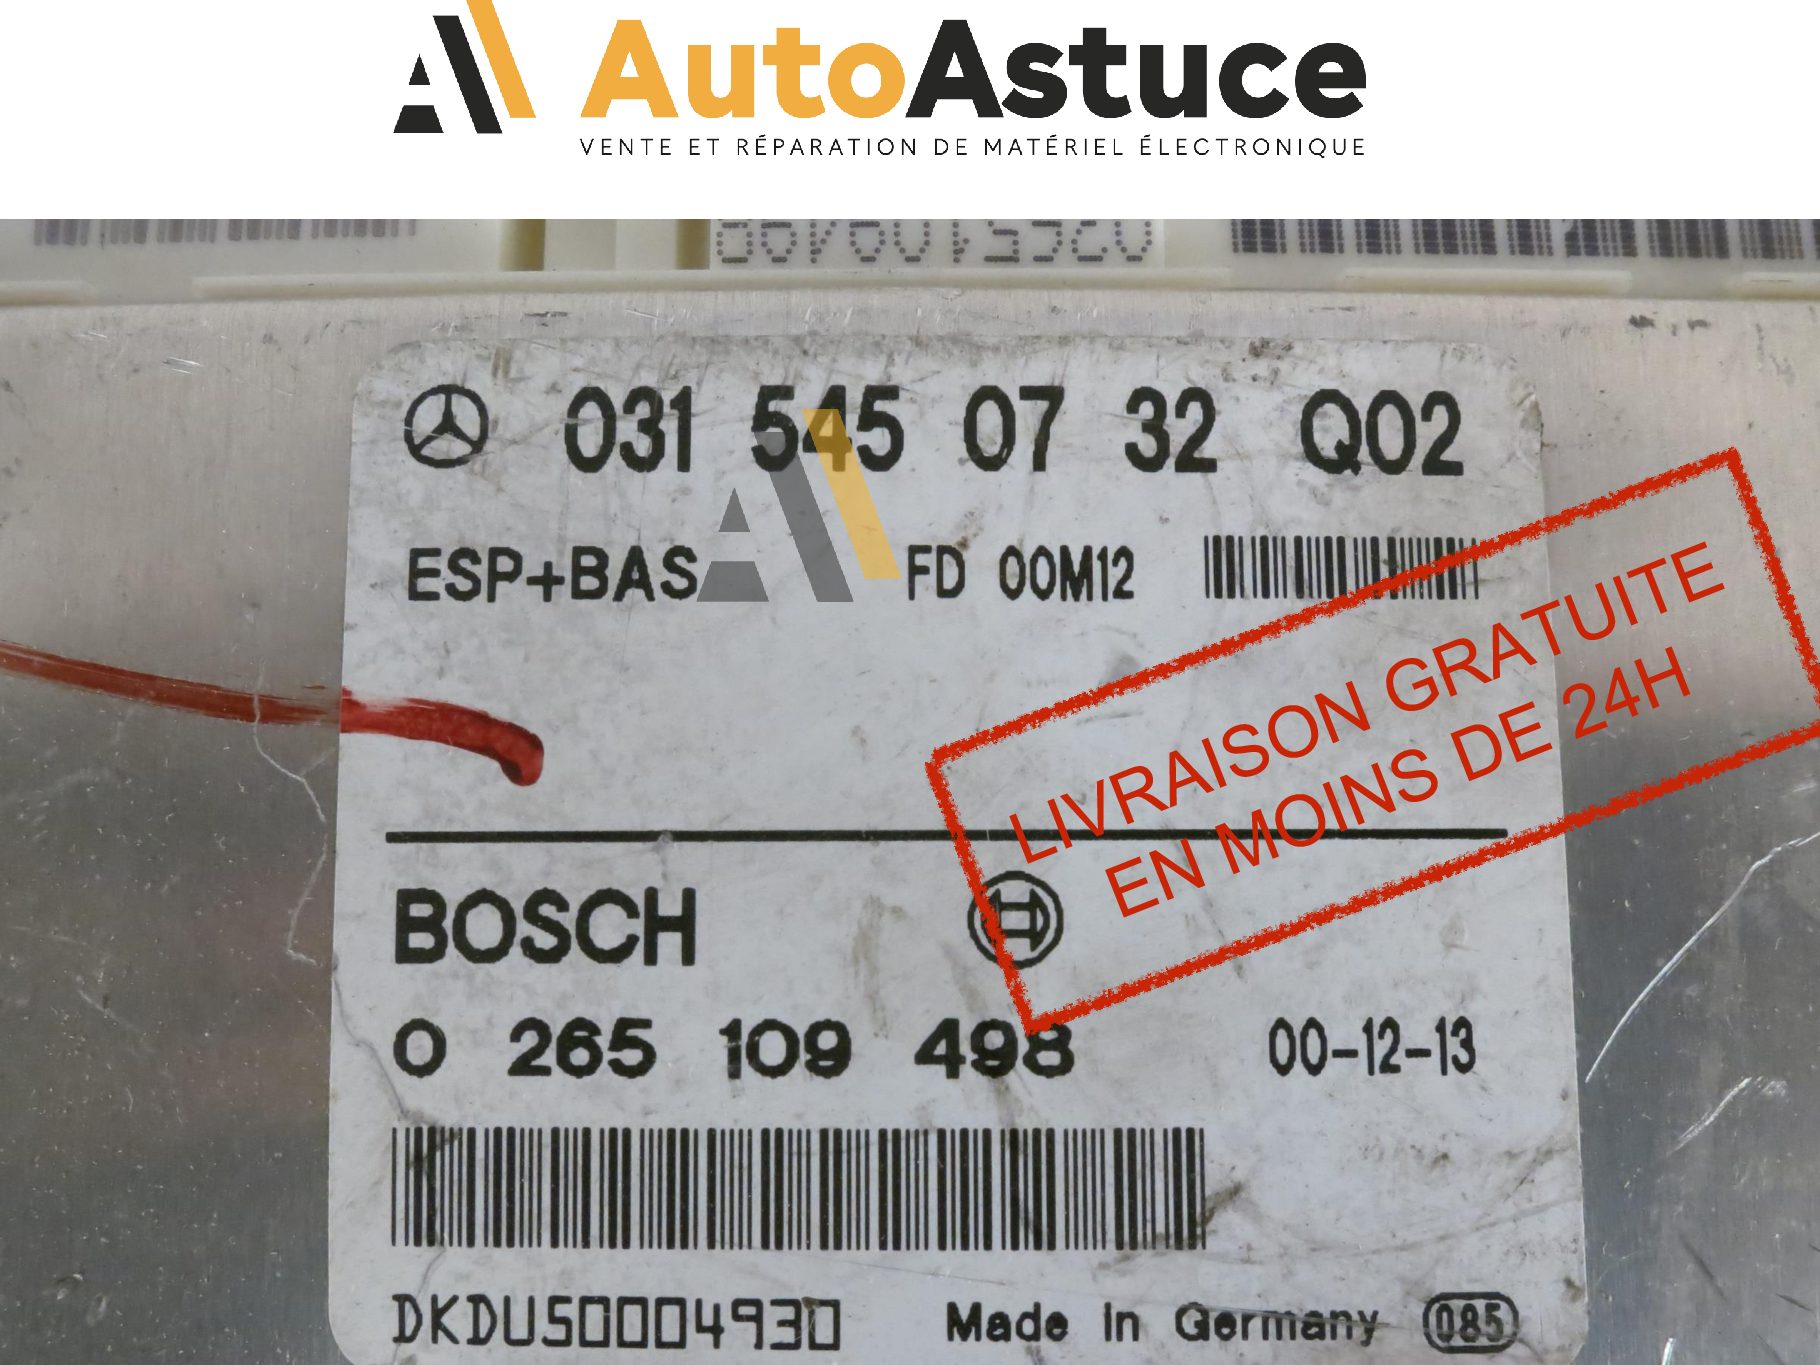 AutoAstuce
VENTE ET RÉPARATION DE MATÉRIEL ÉLECTRONIQUE
031 545 07 32 Q02
ESP+BAS FD 00M12
LIVRAISON GRATUITE
EN MOINS DE 24H
BOSCH
0 265 109 498 00-12-13
DKDU50004930 Made In Germany 085